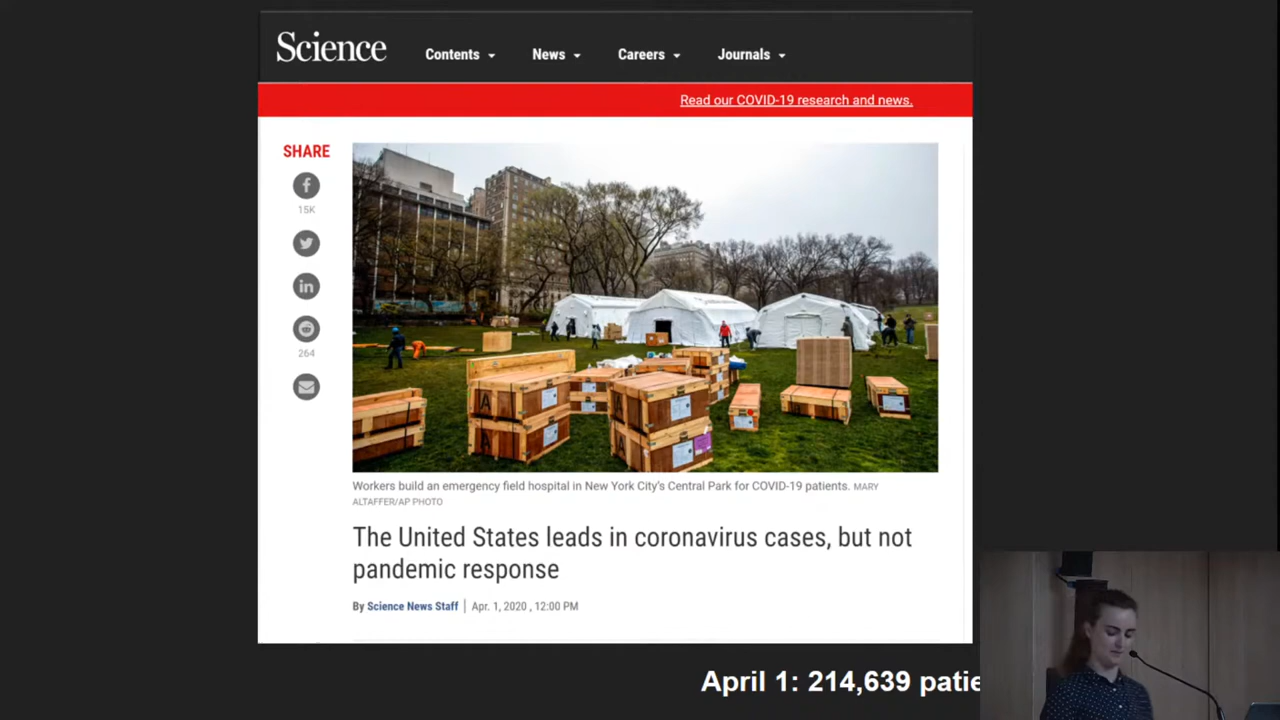 Science
Contents
News
Careers
Journals
Read our COVID-19 research and news.
SHARE
15K
264
Workers build an emergency field hospital in New York City's Central Park for COVID-19 patients. MARY
ALTAFFER/AP PHOTO
The United States leads in coronavirus cases, but not
pandemic response
By Science News Staff | Apr. 1, 2020 , 12:00 PM
April 1: 214,639 patie